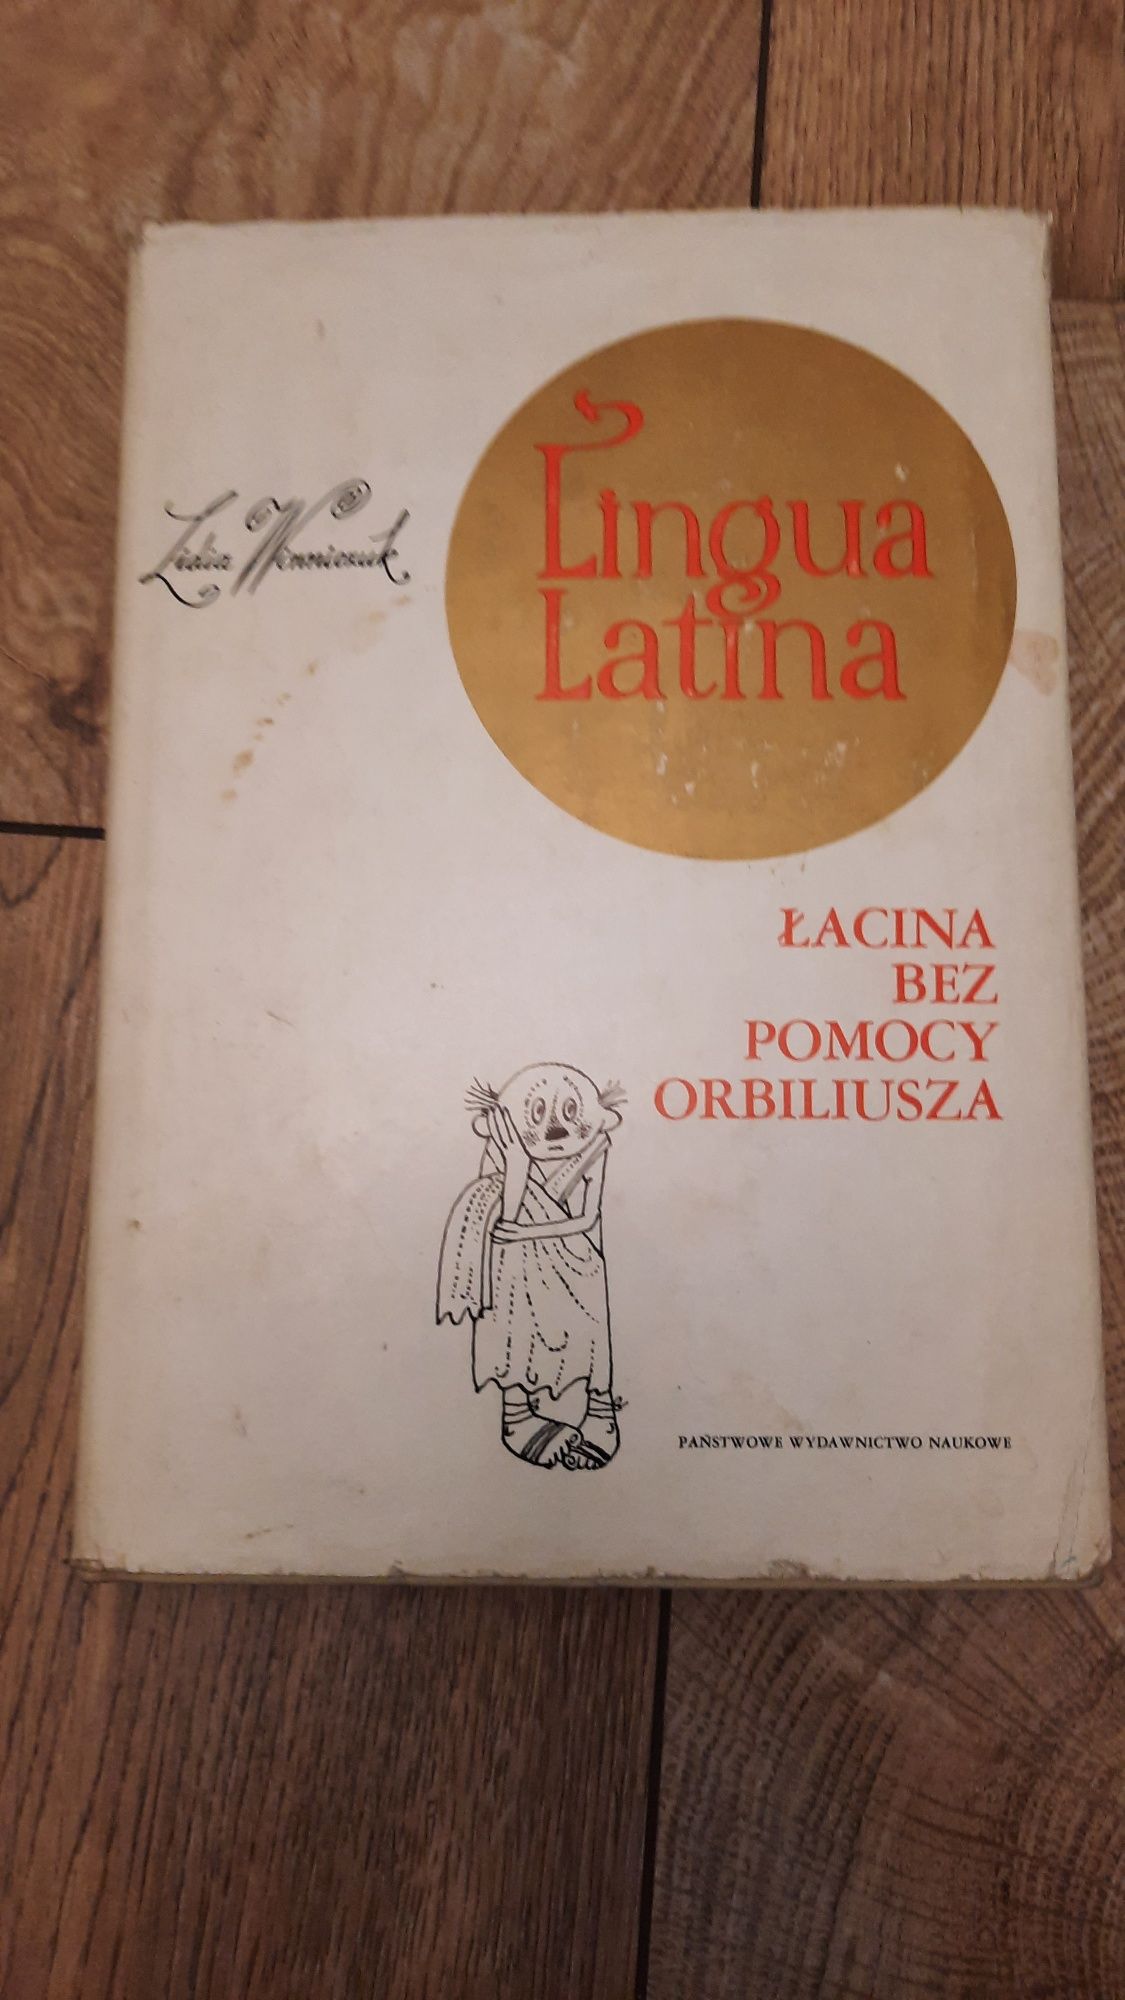 Lidia Winniczuk
Lingua
Latina
ŁACINA
BEZ
POMOCY
ORBILIUSZA
PAŃSTWOWE WYDAWNICTWO NAUKOWE